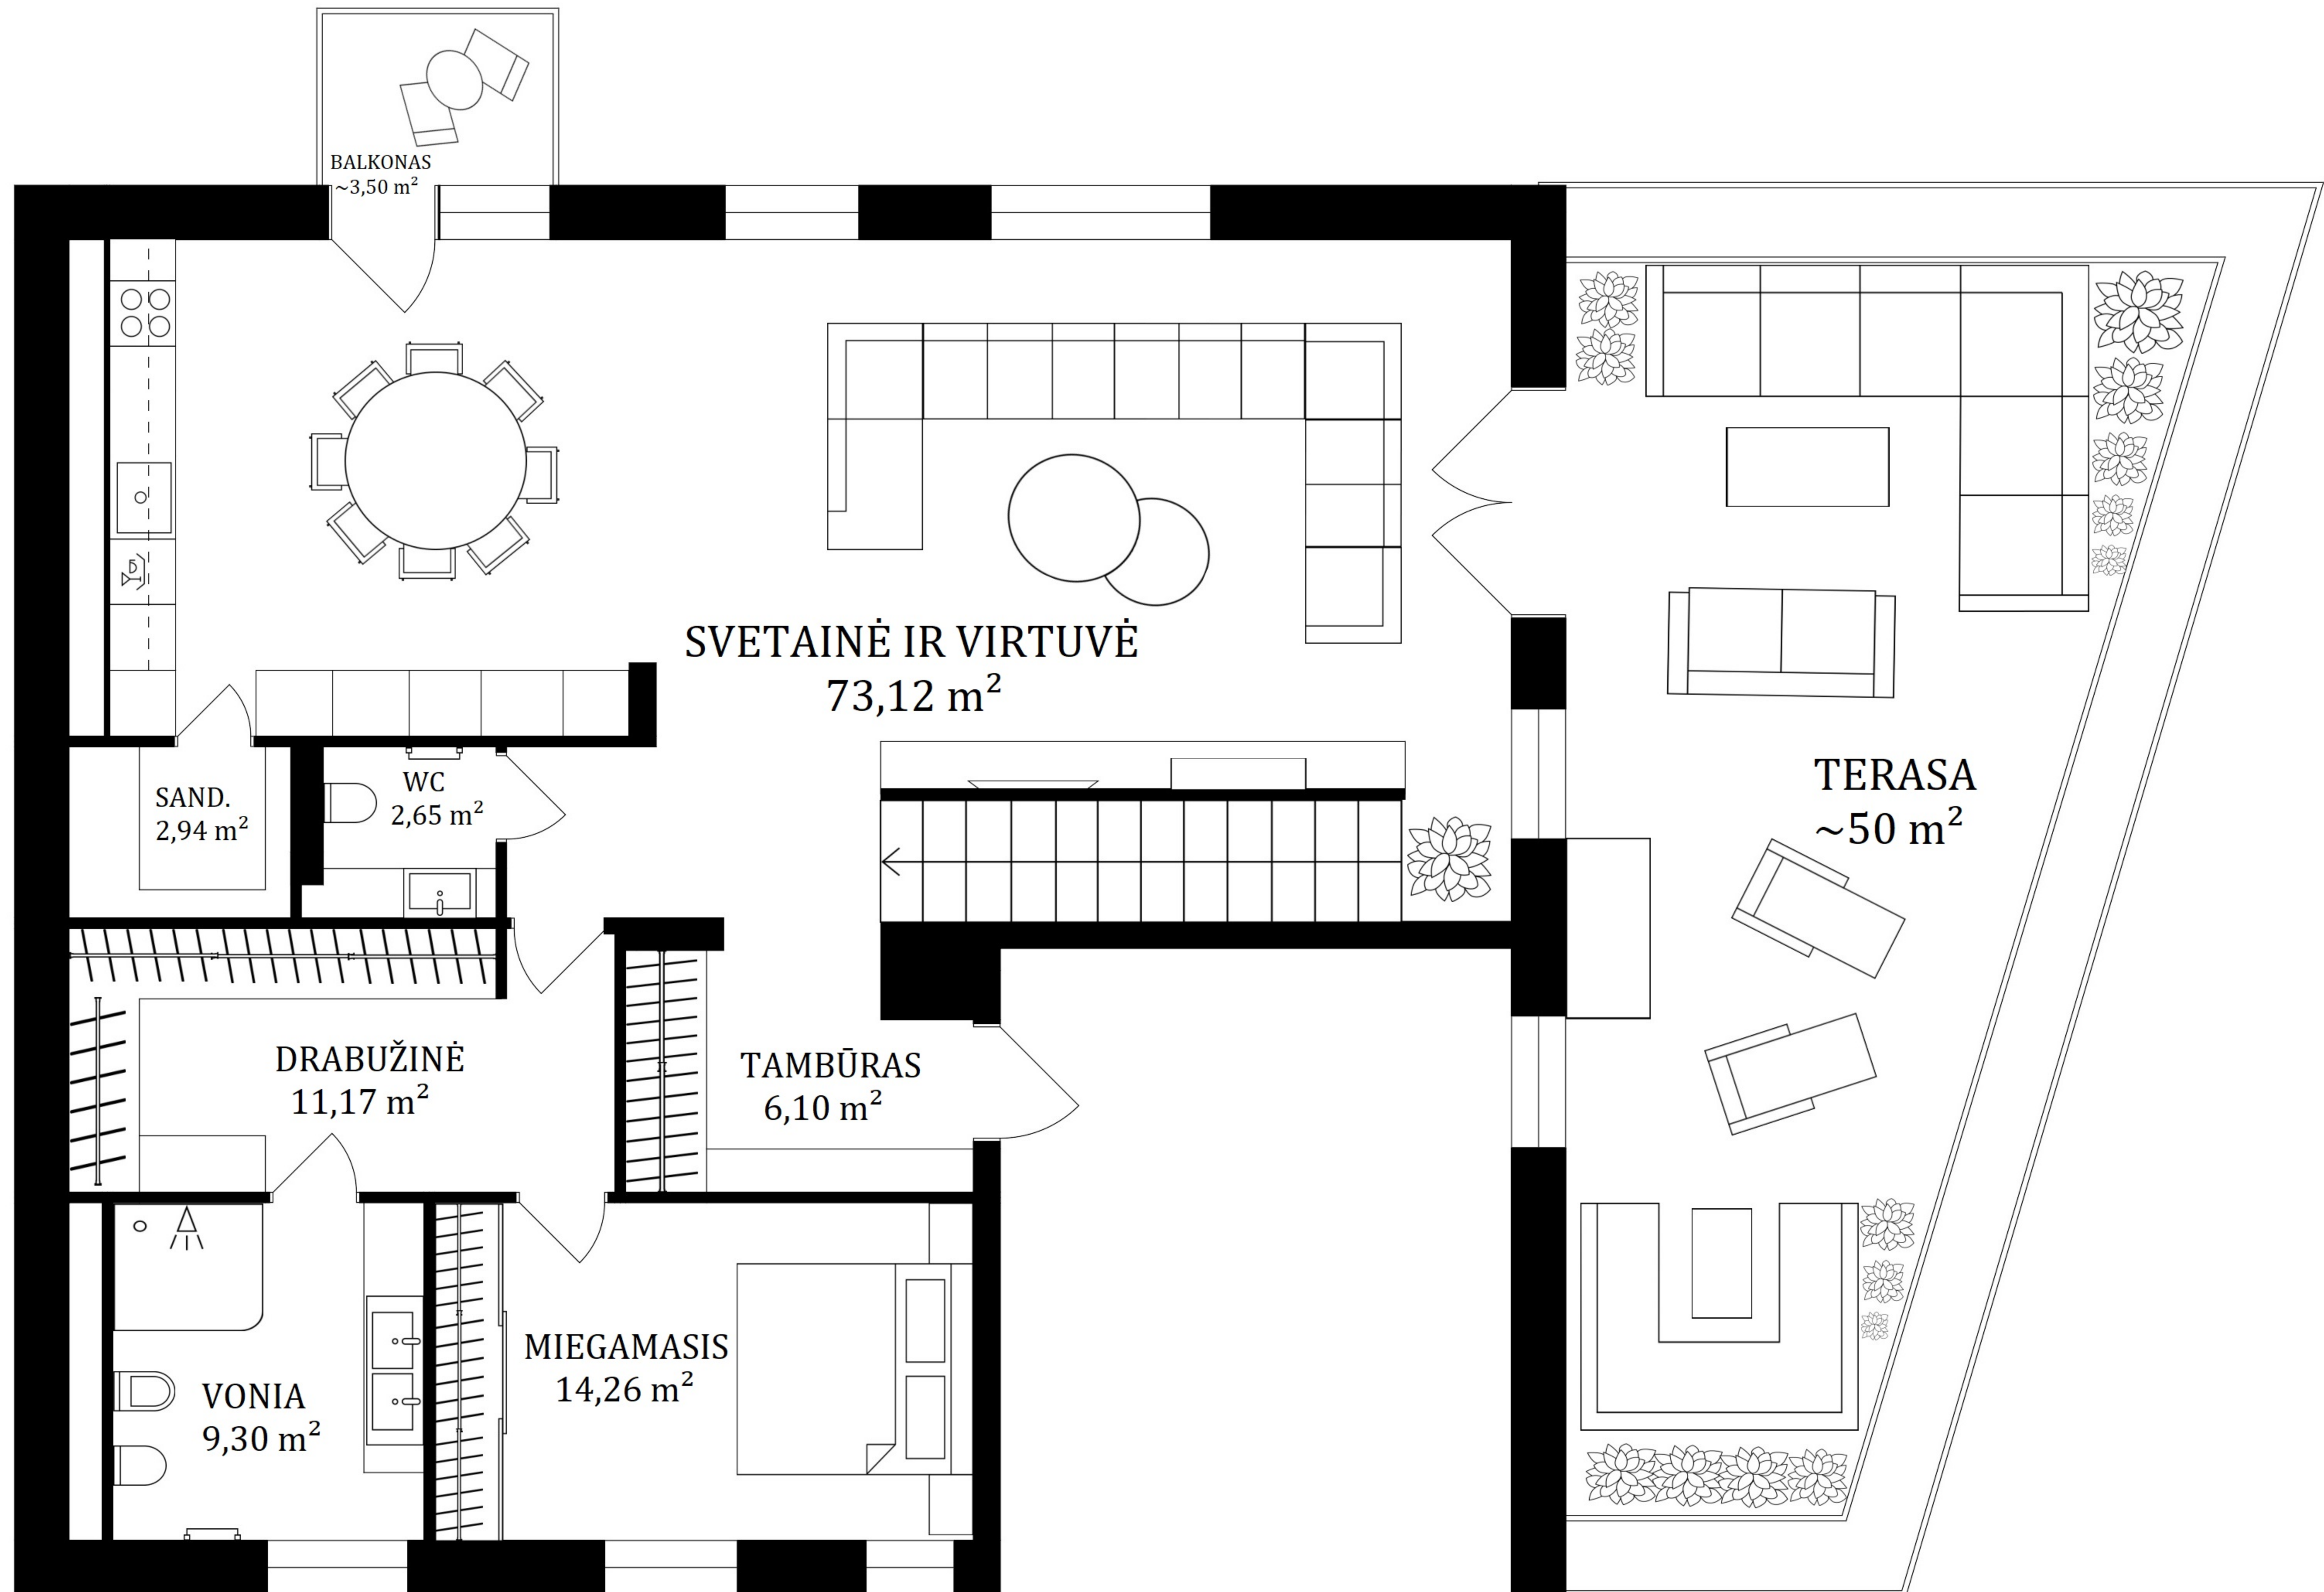 BALKONAS
~3,50 m²
SVETAINĖ IR VIRTUVĖ
73,12 m²
TERASA
~50 m²
SAND.
2,94 m²
WC
2,65 m²
DRABUŽINĖ
11,17 m²
TAMBŪRAS
6,10 m²
VONIA
9,30 m²
MIEGAMASIS
14,26 m²